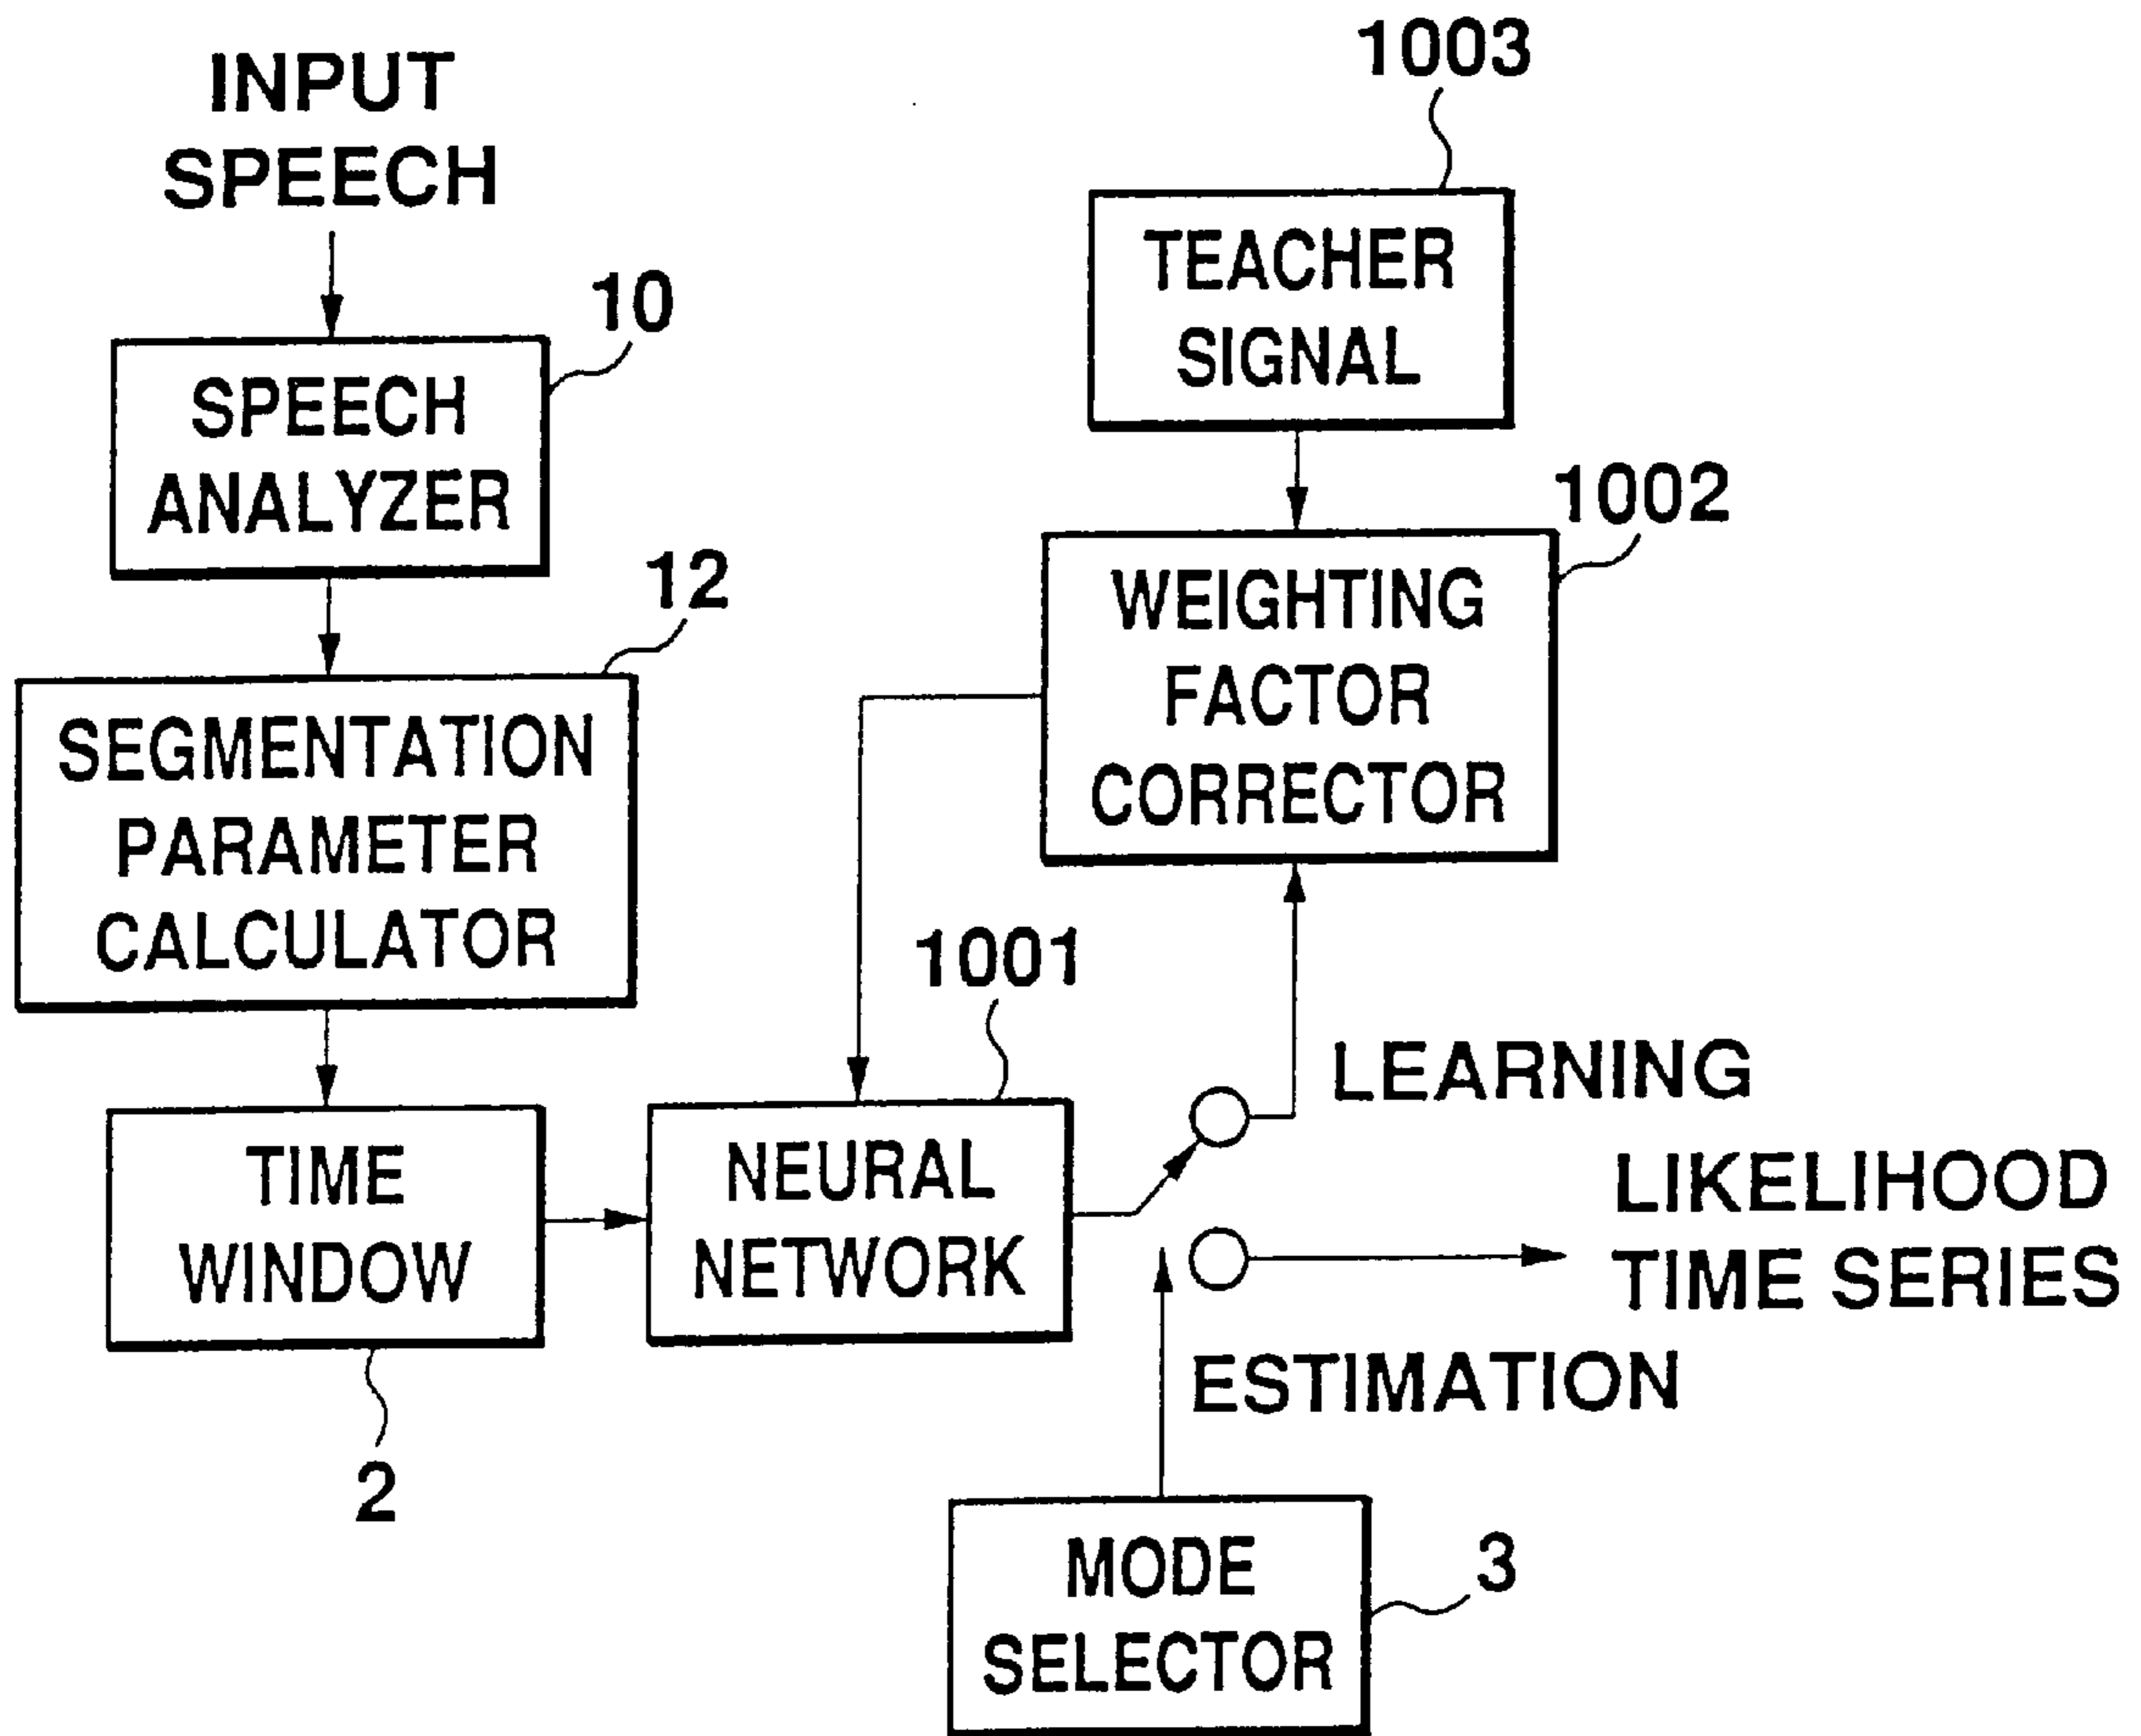 INPUT
SPEECH
10
SPEECH
ANALYZER
12
SEGMENTATION
PARAMETER
CALCULATOR
TIME
WINDOW
2
1003
TEACHER
SIGNAL
1002
WEIGHTING
FACTOR
CORRECTOR
1001
NEURAL
NETWORK
LEARNING
LIKELIHOOD
TIME SERIES
ESTIMATION
MODE
SELECTOR
3